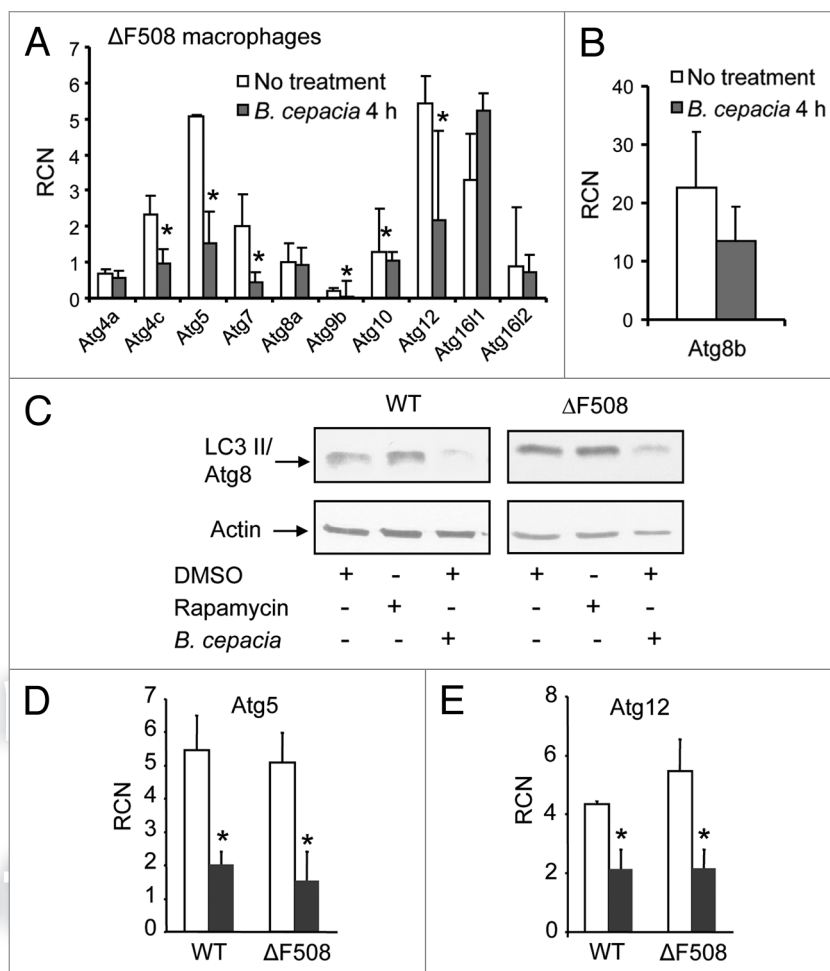 A
ΔF508 macrophages
No treatment
B. cepacia 4 h
RCN
7
6
5
4
3
2
1
0
*
*
*
*
*
*
Atg4a
Atg4c
Atg5
Atg7
Atg8a
Atg9b
Atg10
Atg12
Atg16l1
Atg16l2
B
No treatment
B. cepacia 4 h
RCN
40
30
20
10
0
Atg8b
C
WT ΔF508
LC3 II/
Atg8
Actin
DMSO + - + + - +
Rapamycin - + - - + -
B. cepacia - - + - - +
D
Atg5
RCN
7
6
5
4
3
2
1
0
* *
WT ΔF508
E
Atg12
RCN
8
6
4
2
0
* *
WT ΔF508